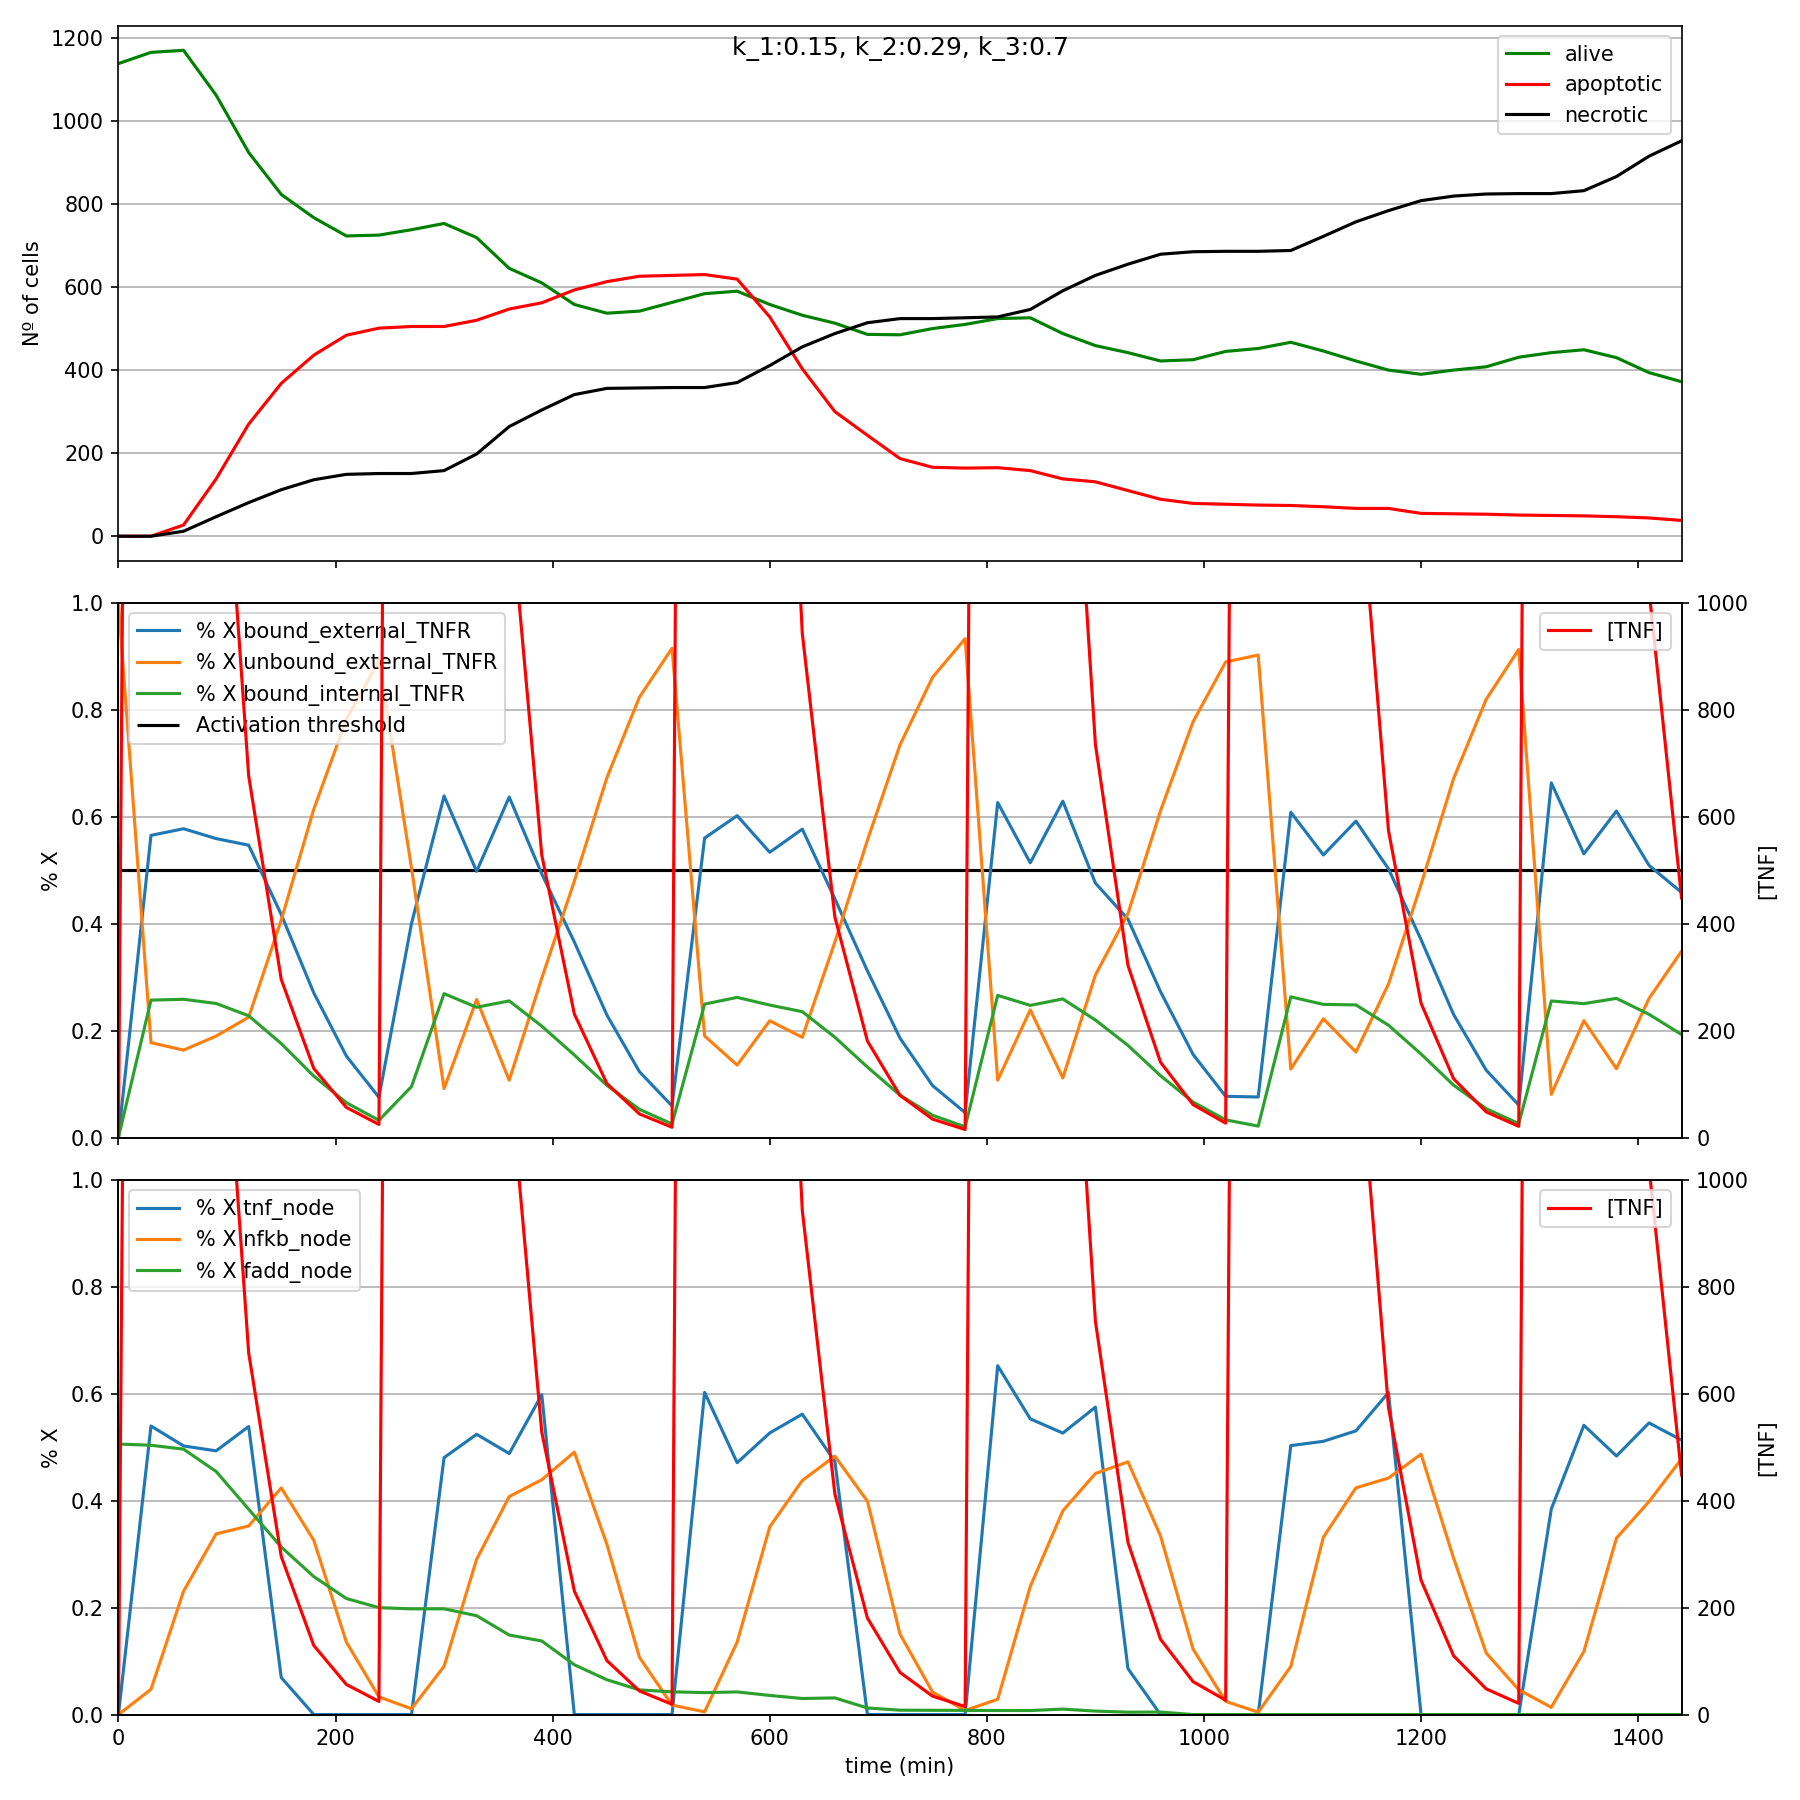 k_1:0.15, k_2:0.29, k_3:0.7
alive
apoptotic
necrotic
1200
1000
800
600
400
200
0
Nº of cells
% X bound_external_TNFR
% X unbound_external_TNFR
% X bound_internal_TNFR
Activation threshold
[TNF]
1.0
0.8
0.6
0.4
0.2
0.0
% X
1000
800
600
400
200
0
[TNF]
% X tnf_node
% X nfkb_node
% X fadd_node
[TNF]
1.0
0.8
0.6
0.4
0.2
0.0
% X
1000
800
600
400
200
0
[TNF]
0 200 400 600 800 1000 1200 1400
time (min)